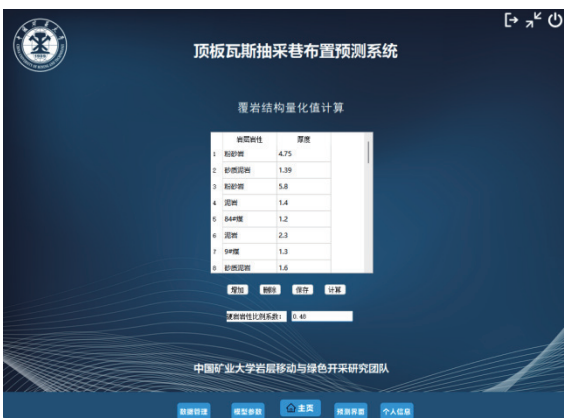 顶板瓦斯抽采巷布置预测系统
覆岩结构量化值计算
岩层岩性 厚度
1 粉砂岩 4.75
2 砂质泥岩 1.39
3 粉砂岩 5.8
4 泥岩 1.4
5 84#煤 1.2
6 泥岩 2.3
7 9#煤 1.3
8 砂质泥岩 1.6
增加 删除 保存 计算
硬岩岩性比例系数： 0.48
中国矿业大学岩层移动与绿色开采研究团队
数据管理 模型参数 主页 预测界面 个人信息